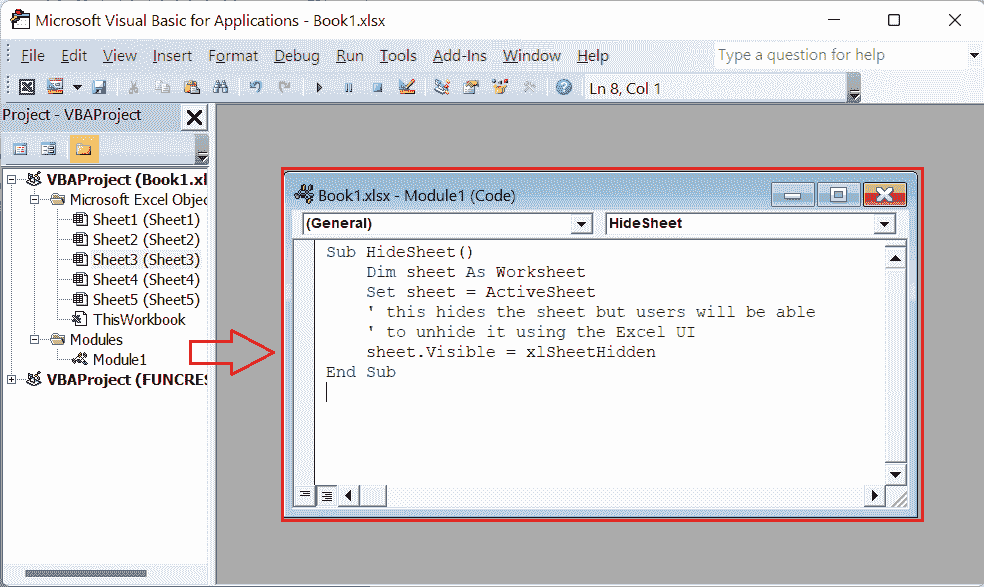 Microsoft Visual Basic for Applications - Book1.xlsx
File Edit View Insert Format Debug Run Tools Add-Ins Window Help Type a question for help
Ln 8, Col 1
Project - VBAProject
VBAProject (Book1.xl
Microsoft Excel Objec
Sheet1 (Sheet1)
Sheet2 (Sheet2)
Sheet3 (Sheet3)
Sheet4 (Sheet4)
Sheet5 (Sheet5)
ThisWorkbook
Modules
Module1
VBAProject (FUNCRES
Book1.xlsx - Module1 (Code)
(General) HideSheet
Sub HideSheet()
    Dim sheet As Worksheet
    Set sheet = ActiveSheet
    ' this hides the sheet but users will be able
    ' to unhide it using the Excel UI
    sheet.Visible = xlSheetHidden
End Sub